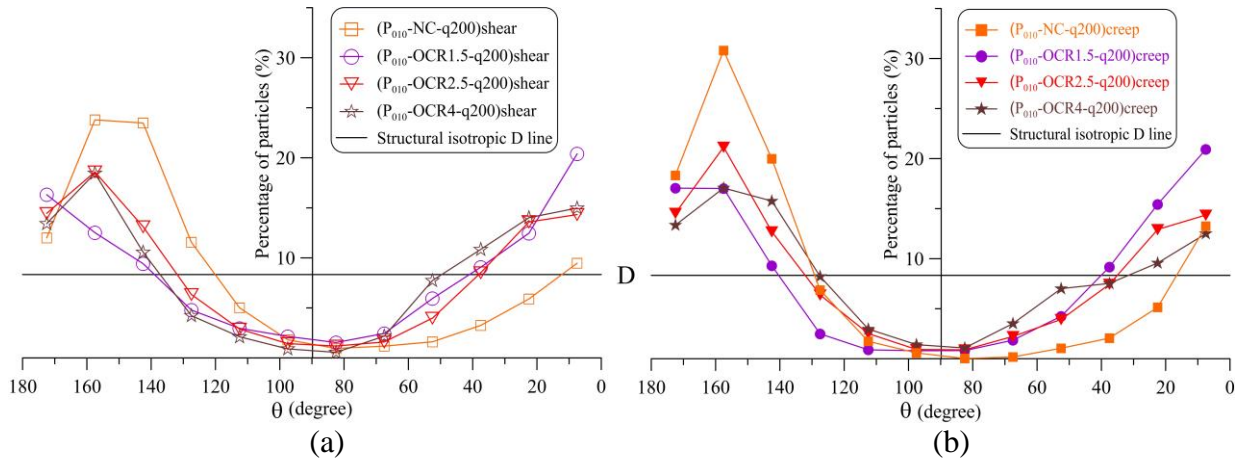 30
20
10
Percentage of particles (%)
(P₀₁₀-NC-q200)shear
(P₀₁₀-OCR1.5-q200)shear
(P₀₁₀-OCR2.5-q200)shear
(P₀₁₀-OCR4-q200)shear
Structural isotropic D line
180 160 140 120 100 80 60 40 20 0
θ (degree)
(a)
D
30
20
10
Percentage of particles (%)
(P₀₁₀-NC-q200)creep
(P₀₁₀-OCR1.5-q200)creep
(P₀₁₀-OCR2.5-q200)creep
(P₀₁₀-OCR4-q200)creep
Structural isotropic D line
180 160 140 120 100 80 60 40 20 0
θ (degree)
(b)